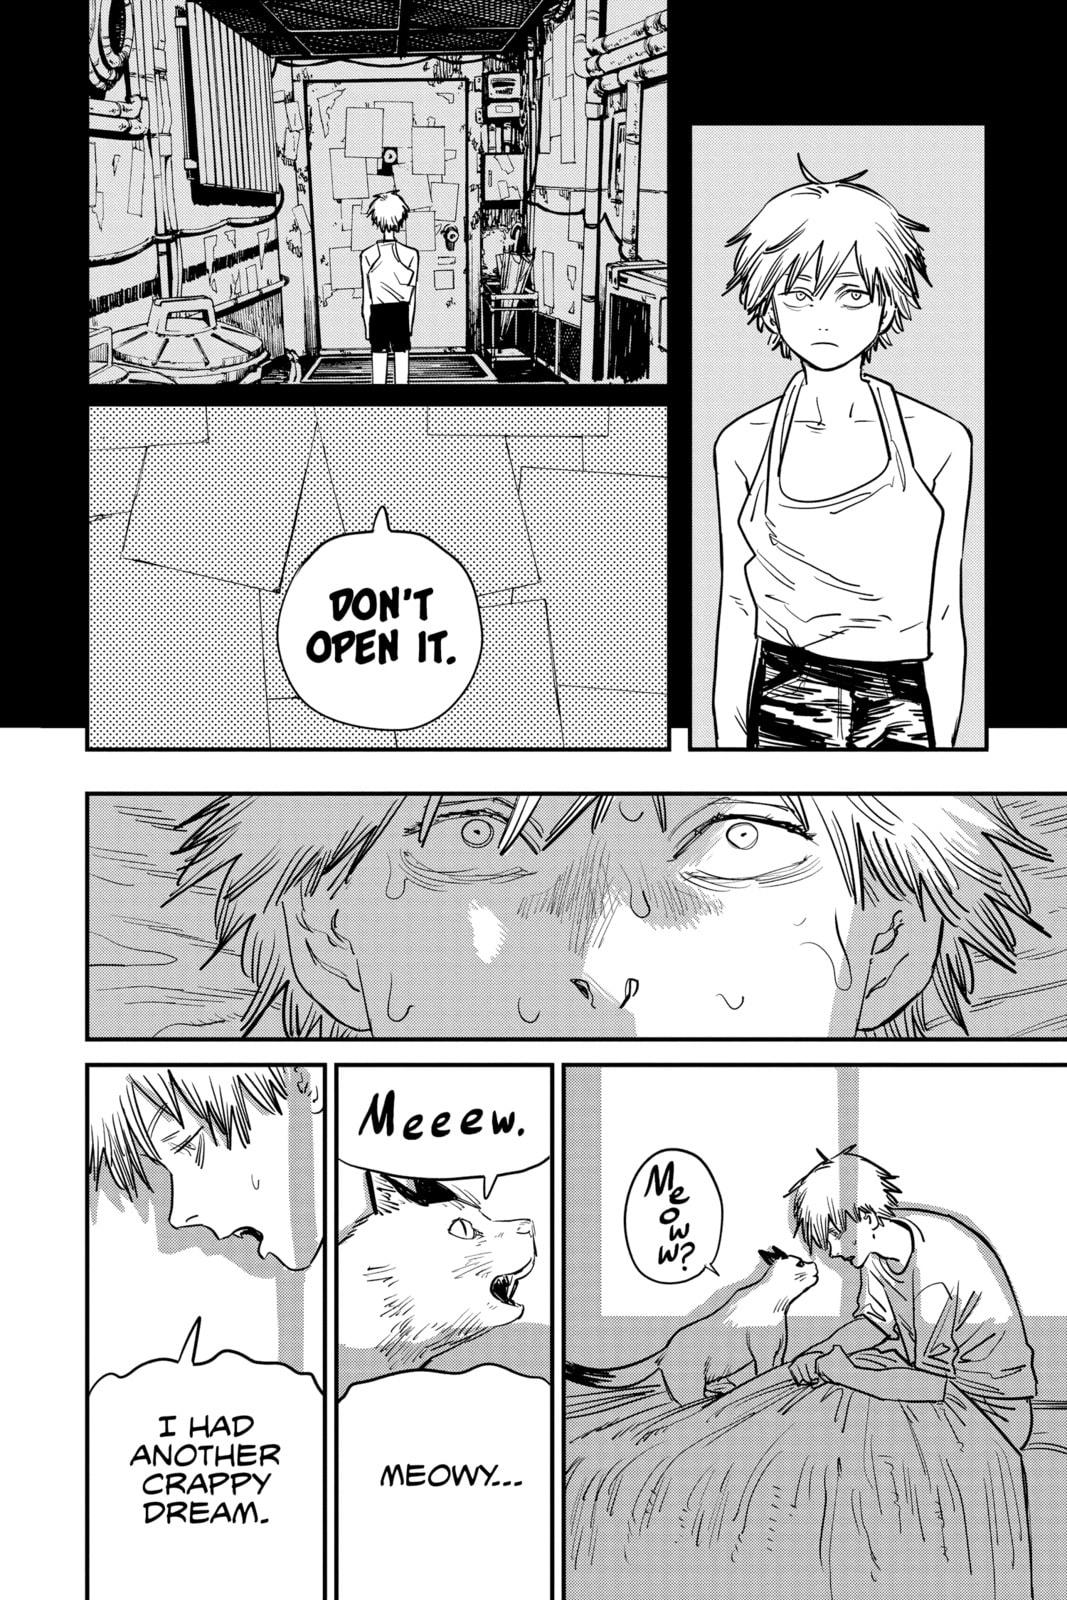 DON'T
OPEN IT.
Meeew.
I HAD
ANOTHER
CRAPPY
DREAM.
MEOWY...
Meoww?